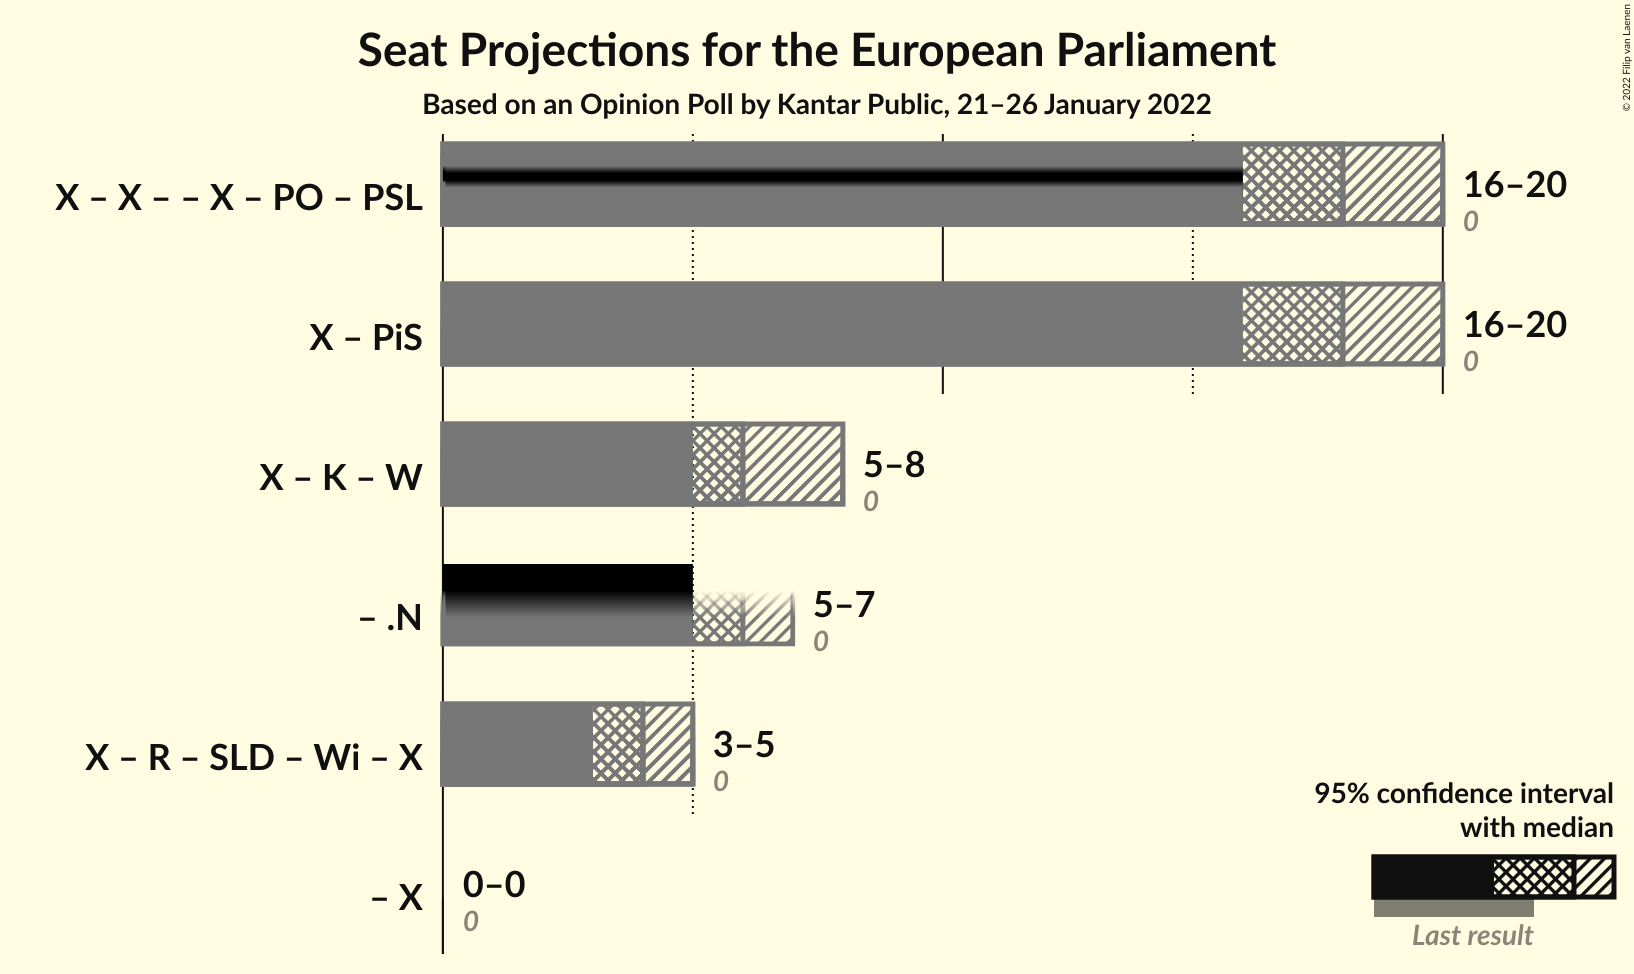 Seat Projections for the European Parliament
Based on an Opinion Poll by Kantar Public, 21–26 January 2022
© 2022 Filip van Laenen
X – X – – X – PO – PSL
16–20
0
X – PiS
16–20
0
X – K – W
5–8
0
– .N
5–7
0
X – R – SLD – Wi – X
3–5
0
– X
0–0
0
95% confidence interval
with median
Last result